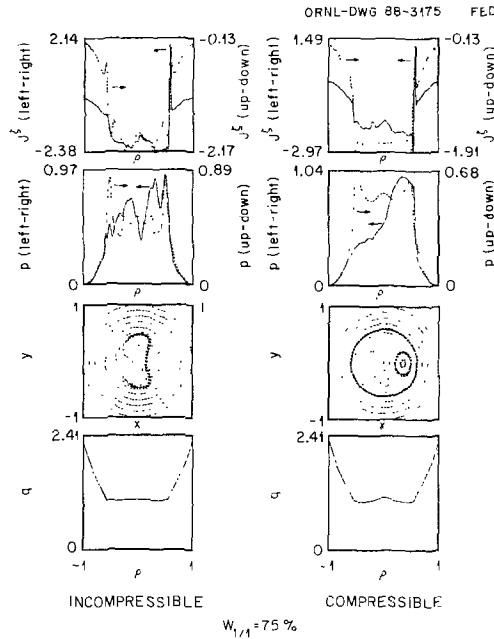 ORNL-DWG 88-3175 FED
2.14
-0.13
1.49
-0.13
J^ξ (left-right)
J^ξ (up-down)
J^ξ (left-right)
J^ξ (up-down)
-2.38
-2.17
-2.97
-1.91
ρ
ρ
0.97
0.89
1.04
0.68
p (left-right)
p (up-down)
p (left-right)
p (up-down)
0
0
0
0
ρ
ρ
1
1
1
y
y
-1
-1
x
x
2.41
2.41
q
q
0
0
-1
ρ
1
-1
ρ
1
INCOMPRESSIBLE
COMPRESSIBLE
W_{1/1} = 75 %